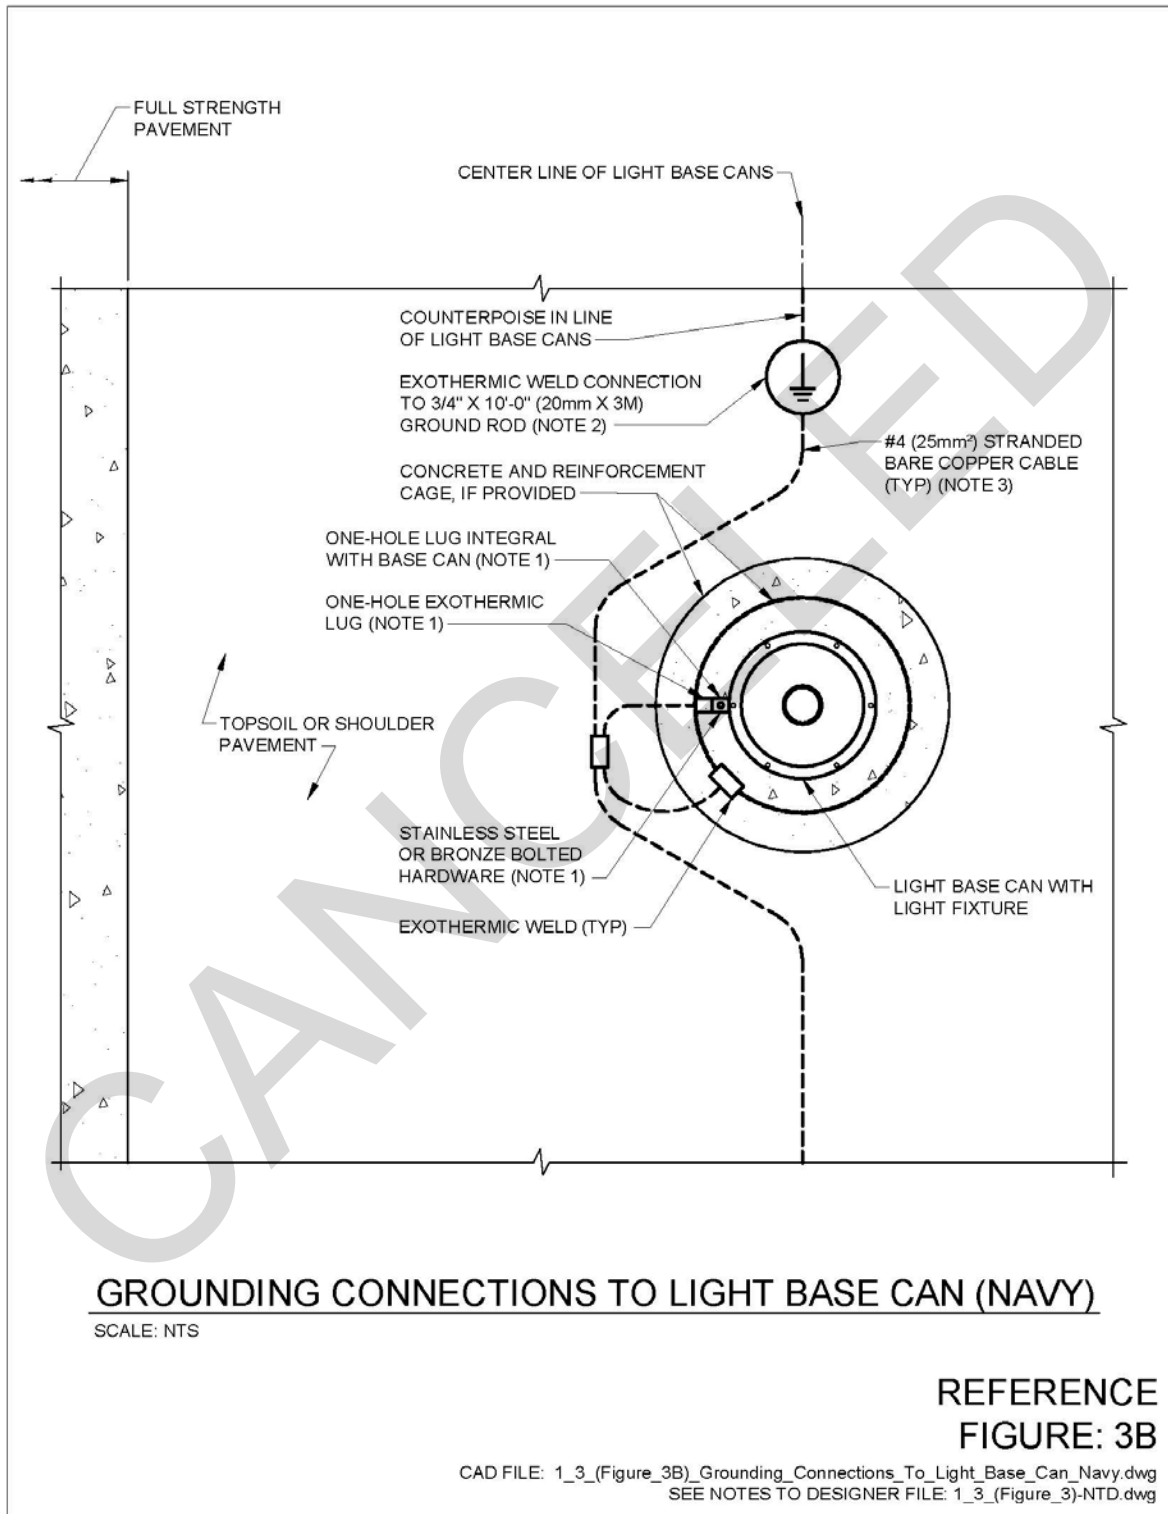 FULL STRENGTH
PAVEMENT
CENTER LINE OF LIGHT BASE CANS
COUNTERPOISE IN LINE
OF LIGHT BASE CANS
EXOTHERMIC WELD CONNECTION
TO 3/4" X 10'-0" (20mm X 3M)
GROUND ROD (NOTE 2)
#4 (25mm²) STRANDED
BARE COPPER CABLE
(TYP) (NOTE 3)
CONCRETE AND REINFORCEMENT
CAGE, IF PROVIDED
ONE-HOLE LUG INTEGRAL
WITH BASE CAN (NOTE 1)
ONE-HOLE EXOTHERMIC
LUG (NOTE 1)
TOPSOIL OR SHOULDER
PAVEMENT
STAINLESS STEEL
OR BRONZE BOLTED
HARDWARE (NOTE 1)
LIGHT BASE CAN WITH
LIGHT FIXTURE
EXOTHERMIC WELD (TYP)
CANCELED
GROUNDING CONNECTIONS TO LIGHT BASE CAN (NAVY)
SCALE: NTS
REFERENCE
FIGURE: 3B
CAD FILE: 1_3_(Figure_3B)_Grounding_Connections_To_Light_Base_Can_Navy.dwg
SEE NOTES TO DESIGNER FILE: 1_3_(Figure_3)-NTD.dwg